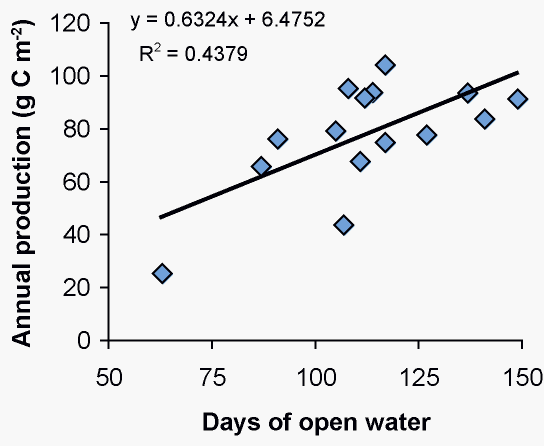 y = 0.6324x + 6.4752
R² = 0.4379
Annual production (g C m⁻²)
120
100
80
60
40
20
0
50 75 100 125 150
Days of open water